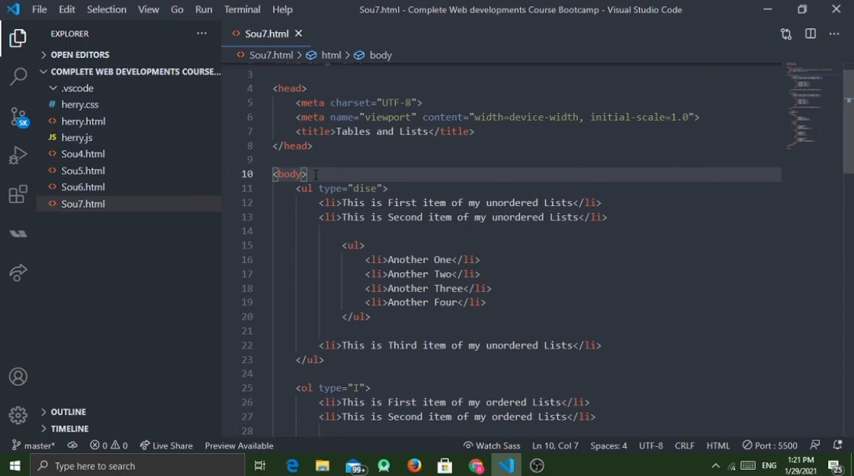 File Edit Selection View Go Run Terminal Help
Sou7.html - Complete Web developments Course Bootcamp - Visual Studio Code
EXPLORER
OPEN EDITORS
COMPLETE WEB DEVELOPMENTS COURSE...
.vscode
herry.css
herry.html
herry.js
Sou4.html
Sou5.html
Sou6.html
Sou7.html
OUTLINE
TIMELINE
5K
Sou7.html
Sou7.html > html > body
3
4 <head>
5 <meta charset="UTF-8">
6 <meta name="viewport" content="width=device-width, initial-scale=1.0">
7 <title>Tables and Lists</title>
8 </head>
9
10 <body>
11 <ul type="dise">
12 <li>This is First item of my unordered Lists</li>
13 <li>This is Second item of my unordered Lists</li>
14
15 <ul>
16 <li>Another One</li>
17 <li>Another Two</li>
18 <li>Another Three</li>
19 <li>Another Four</li>
20 </ul>
21
22 <li>This is Third item of my unordered Lists</li>
23 </ul>
24
25 <ol type="I">
26 <li>This is First item of my ordered Lists</li>
27 <li>This is Second item of my ordered Lists</li>
28
master* 0 0 Live Share Preview Available Watch Sass Ln 10, Col 7 Spaces: 4 UTF-8 CRLF HTML Port : 5500
Type here to search
99+
ENG
1:21 PM
1/29/2021
25